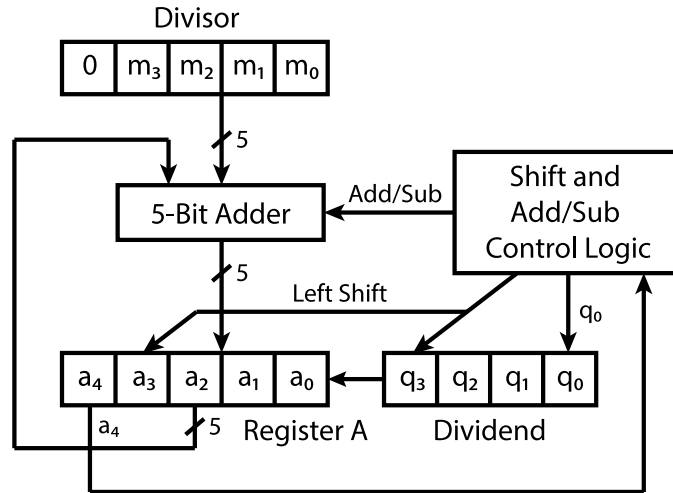 Divisor
0 m₃ m₂ m₁ m₀
5
5-Bit Adder
Add/Sub
Shift and
Add/Sub
Control Logic
5
Left Shift
q₀
a₄ a₃ a₂ a₁ a₀
q₃ q₂ q₁ q₀
a₄
5
Register A
Dividend